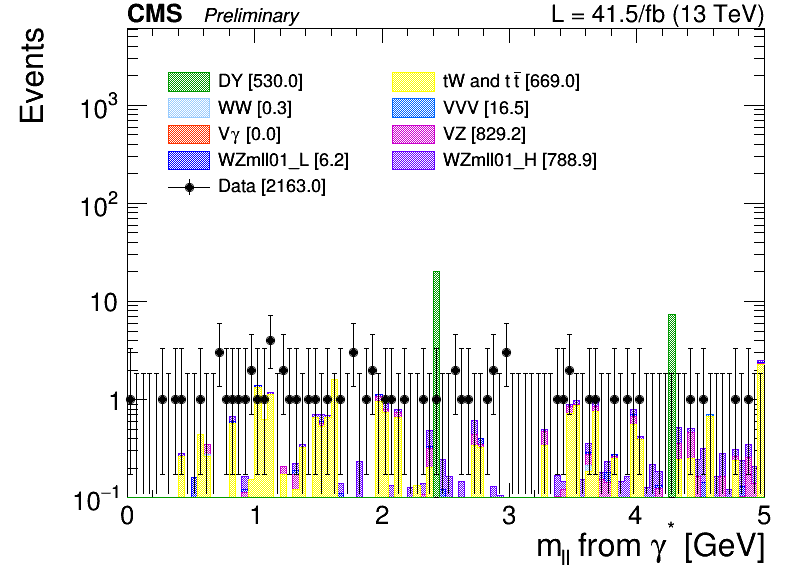 CMS Preliminary L = 41.5/fb (13 TeV)
Events
DY [530.0] tW and tt̄ [669.0]
WW [0.3] VVV [16.5]
Vγ [0.0] VZ [829.2]
WZmll01_L [6.2] WZmll01_H [788.9]
Data [2163.0]
10³
10²
10
1
10⁻¹
0 1 2 3 4 5
m_ll from γ* [GeV]